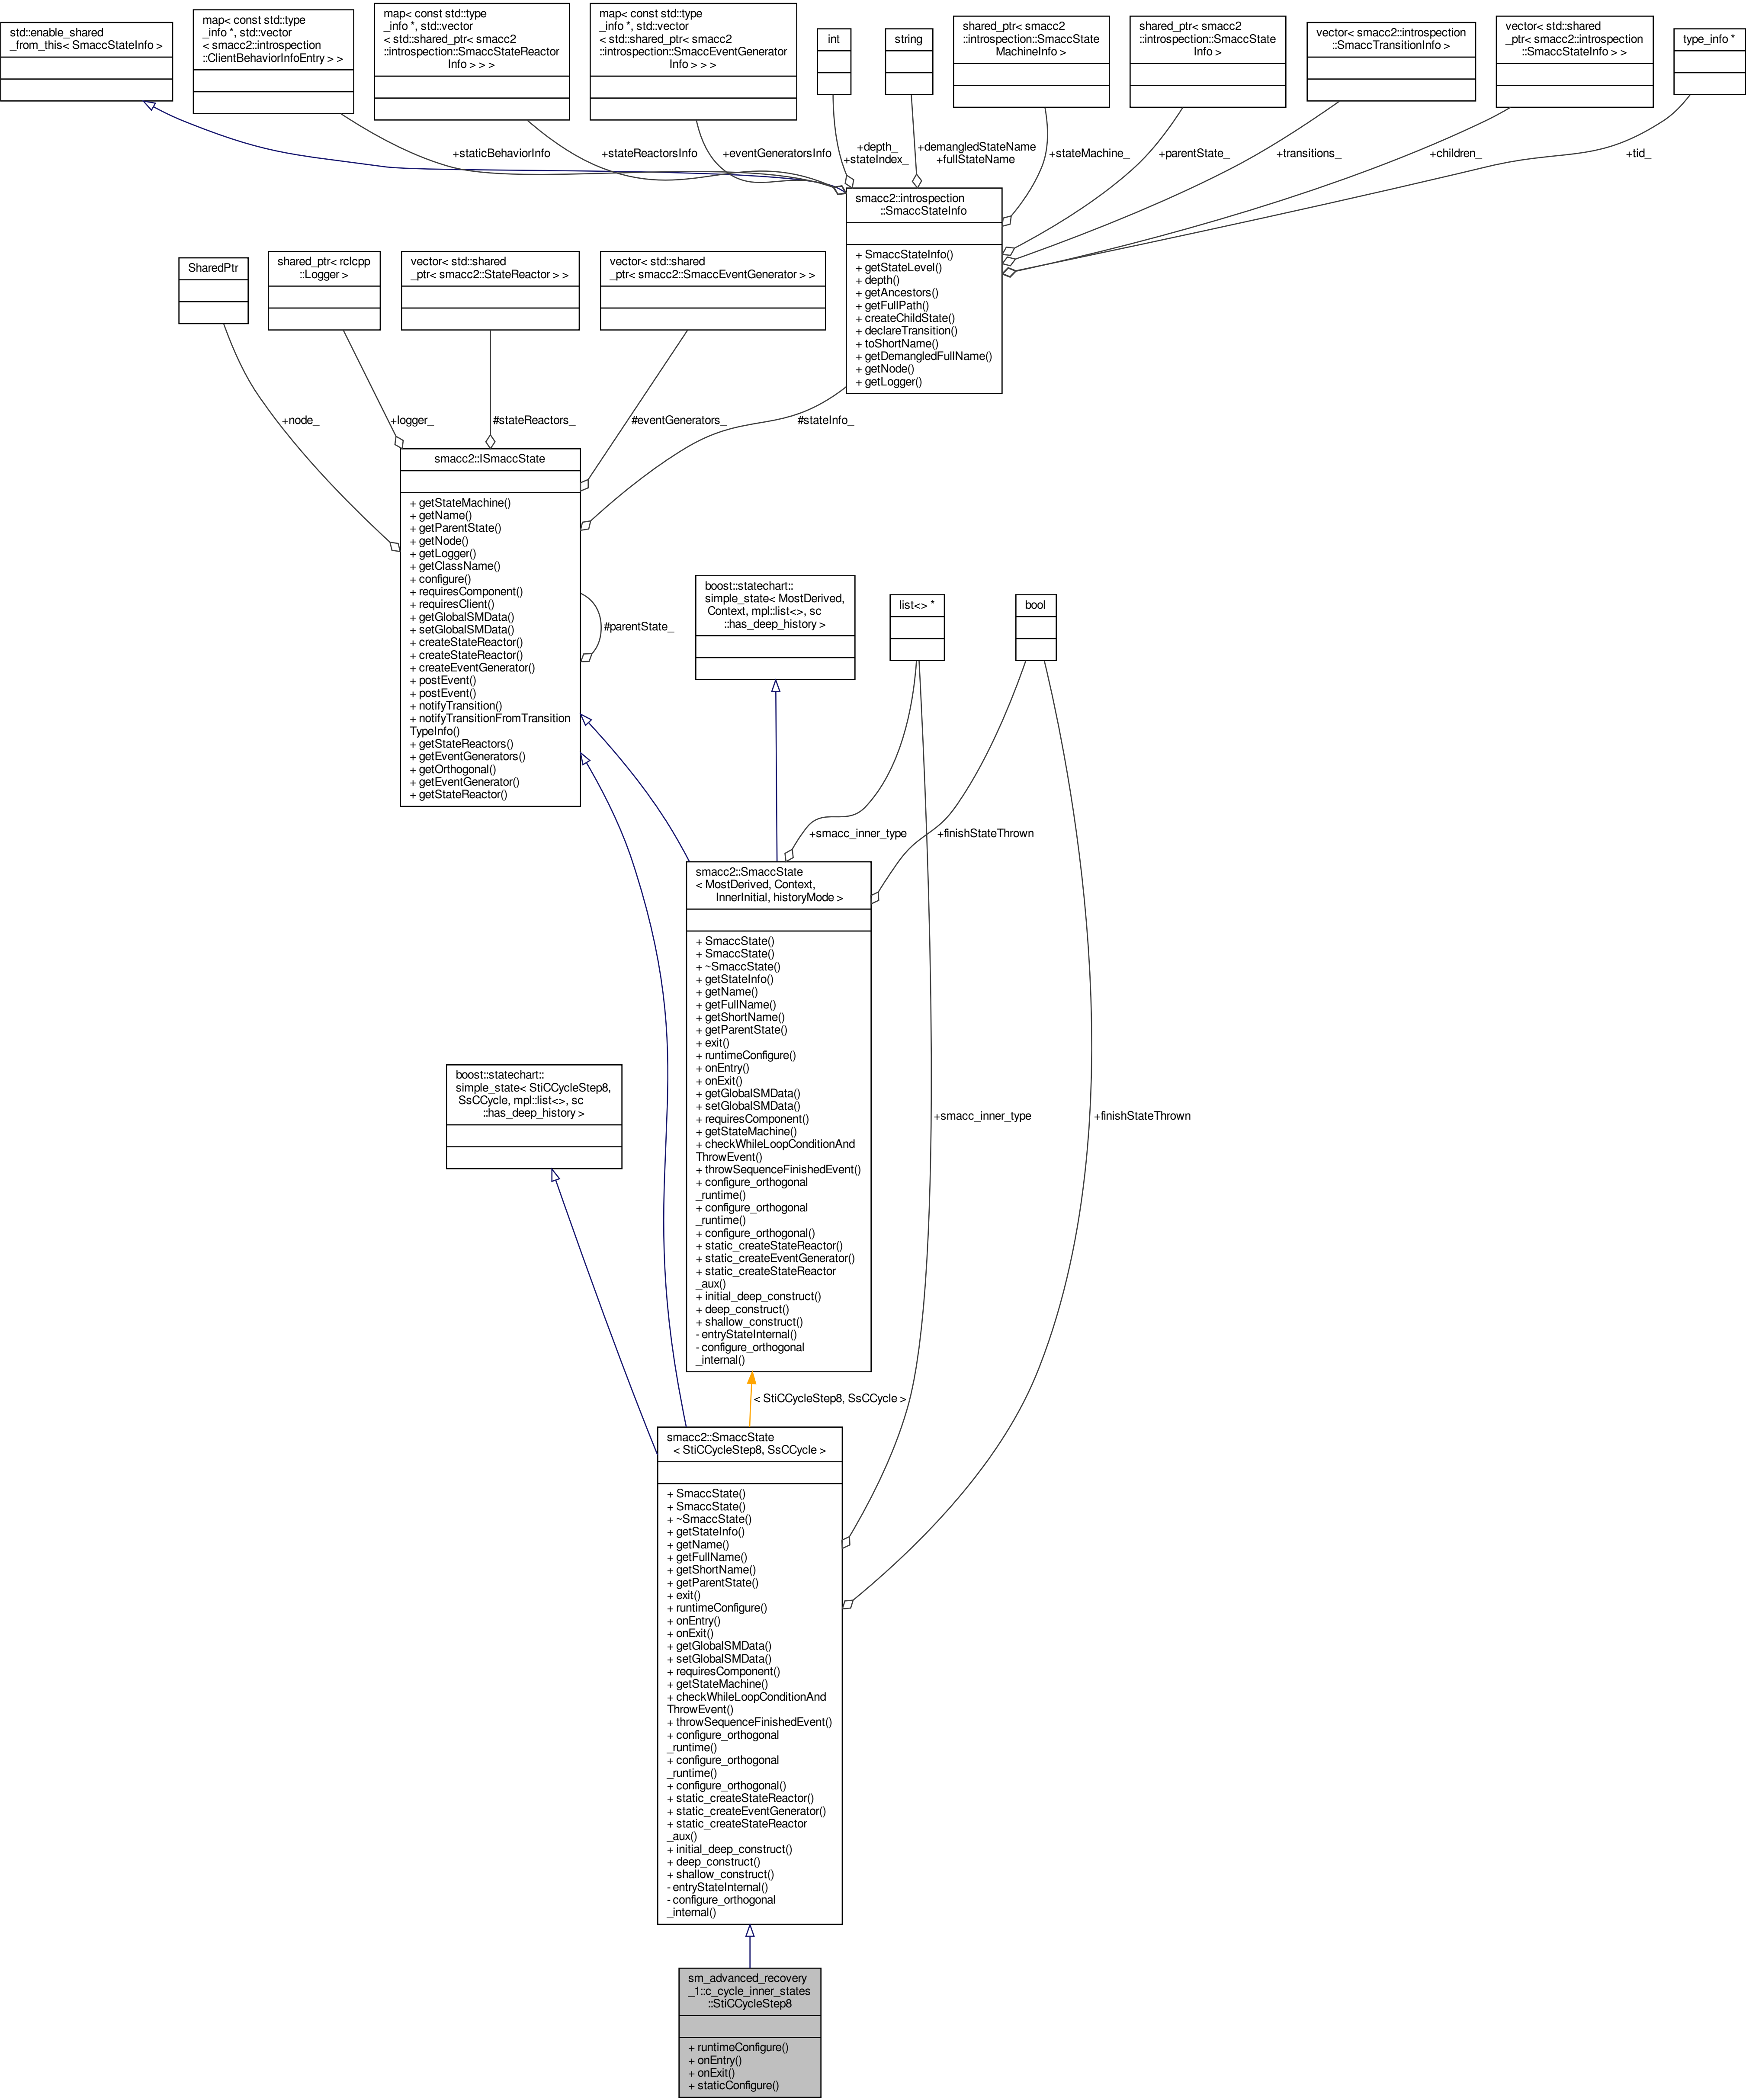 std::enable_shared
_from_this< SmaccStateInfo >
map< const std::type
_info *, std::vector
< smacc2::introspection
::ClientBehaviorInfoEntry > >
map< const std::type
_info *, std::vector
< std::shared_ptr< smacc2
::introspection::SmaccStateReactor
Info > > >
map< const std::type
_info *, std::vector
< std::shared_ptr< smacc2
::introspection::SmaccEventGenerator
Info > > >
int
string
shared_ptr< smacc2
::introspection::SmaccState
MachineInfo >
shared_ptr< smacc2
::introspection::SmaccState
Info >
vector< smacc2::introspection
::SmaccTransitionInfo >
vector< std::shared
_ptr< smacc2::introspection
::SmaccStateInfo > >
type_info *
+staticBehaviorInfo
+stateReactorsInfo
+eventGeneratorsInfo
+depth_
+stateIndex_
+demangledStateName
+fullStateName
+stateMachine_
+parentState_
+transitions_
+children_
+tid_
smacc2::introspection
::SmaccStateInfo
+ SmaccStateInfo()
+ getStateLevel()
+ depth()
+ getAncestors()
+ getFullPath()
+ createChildState()
+ declareTransition()
+ toShortName()
+ getDemangledFullName()
+ getNode()
+ getLogger()
SharedPtr
shared_ptr< rclcpp
::Logger >
vector< std::shared
_ptr< smacc2::StateReactor > >
vector< std::shared
_ptr< smacc2::SmaccEventGenerator > >
+node_
+logger_
#stateReactors_
#eventGenerators_
#stateInfo_
smacc2::ISmaccState
+ getStateMachine()
+ getName()
+ getParentState()
+ getNode()
+ getLogger()
+ getClassName()
+ configure()
+ requiresComponent()
+ requiresClient()
+ getGlobalSMData()
+ setGlobalSMData()
+ createStateReactor()
+ createStateReactor()
+ createEventGenerator()
+ postEvent()
+ postEvent()
+ notifyTransition()
+ notifyTransitionFromTransition
TypeInfo()
+ getStateReactors()
+ getEventGenerators()
+ getOrthogonal()
+ getEventGenerator()
+ getStateReactor()
#parentState_
boost::statechart::
simple_state< MostDerived,
Context, mpl::list<>, sc
::has_deep_history >
list<> *
bool
+smacc_inner_type
+finishStateThrown
smacc2::SmaccState
< MostDerived, Context,
InnerInitial, historyMode >
+ SmaccState()
+ SmaccState()
+ ~SmaccState()
+ getStateInfo()
+ getName()
+ getFullName()
+ getShortName()
+ getParentState()
+ exit()
+ runtimeConfigure()
+ onEntry()
+ onExit()
+ getGlobalSMData()
+ setGlobalSMData()
+ requiresComponent()
+ getStateMachine()
+ checkWhileLoopConditionAnd
ThrowEvent()
+ throwSequenceFinishedEvent()
+ configure_orthogonal
_runtime()
+ configure_orthogonal
_runtime()
+ configure_orthogonal()
+ static_createStateReactor()
+ static_createEventGenerator()
+ static_createStateReactor
_aux()
+ initial_deep_construct()
+ deep_construct()
+ shallow_construct()
- entryStateInternal()
- configure_orthogonal
_internal()
boost::statechart::
simple_state< StiCCycleStep8,
SsCCycle, mpl::list<>, sc
::has_deep_history >
+smacc_inner_type
+finishStateThrown
< StiCCycleStep8, SsCCycle >
smacc2::SmaccState
< StiCCycleStep8, SsCCycle >
+ SmaccState()
+ SmaccState()
+ ~SmaccState()
+ getStateInfo()
+ getName()
+ getFullName()
+ getShortName()
+ getParentState()
+ exit()
+ runtimeConfigure()
+ onEntry()
+ onExit()
+ getGlobalSMData()
+ setGlobalSMData()
+ requiresComponent()
+ getStateMachine()
+ checkWhileLoopConditionAnd
ThrowEvent()
+ throwSequenceFinishedEvent()
+ configure_orthogonal
_runtime()
+ configure_orthogonal
_runtime()
+ configure_orthogonal()
+ static_createStateReactor()
+ static_createEventGenerator()
+ static_createStateReactor
_aux()
+ initial_deep_construct()
+ deep_construct()
+ shallow_construct()
- entryStateInternal()
- configure_orthogonal
_internal()
sm_advanced_recovery
_1::c_cycle_inner_states
::StiCCycleStep8
+ runtimeConfigure()
+ onEntry()
+ onExit()
+ staticConfigure()